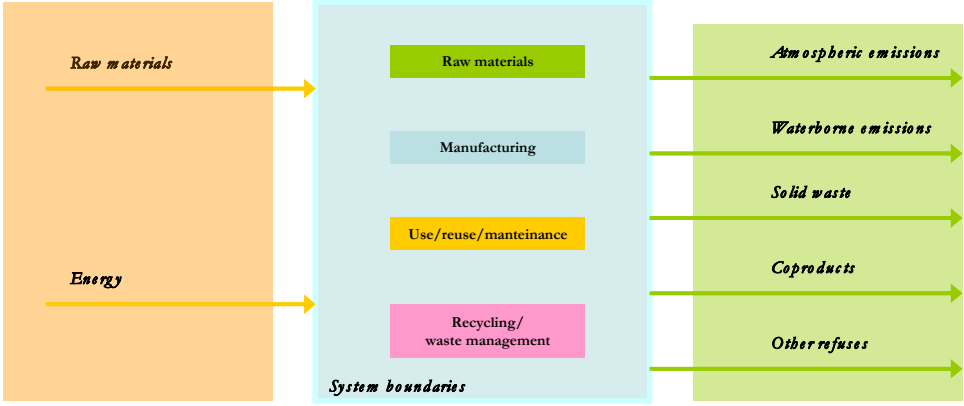 Raw materials
Energy
Raw materials
Manufacturing
Use/reuse/manteinance
Recycling/
waste management
System boundaries
Atmospheric emissions
Waterborne emissions
Solid waste
Coproducts
Other refuses